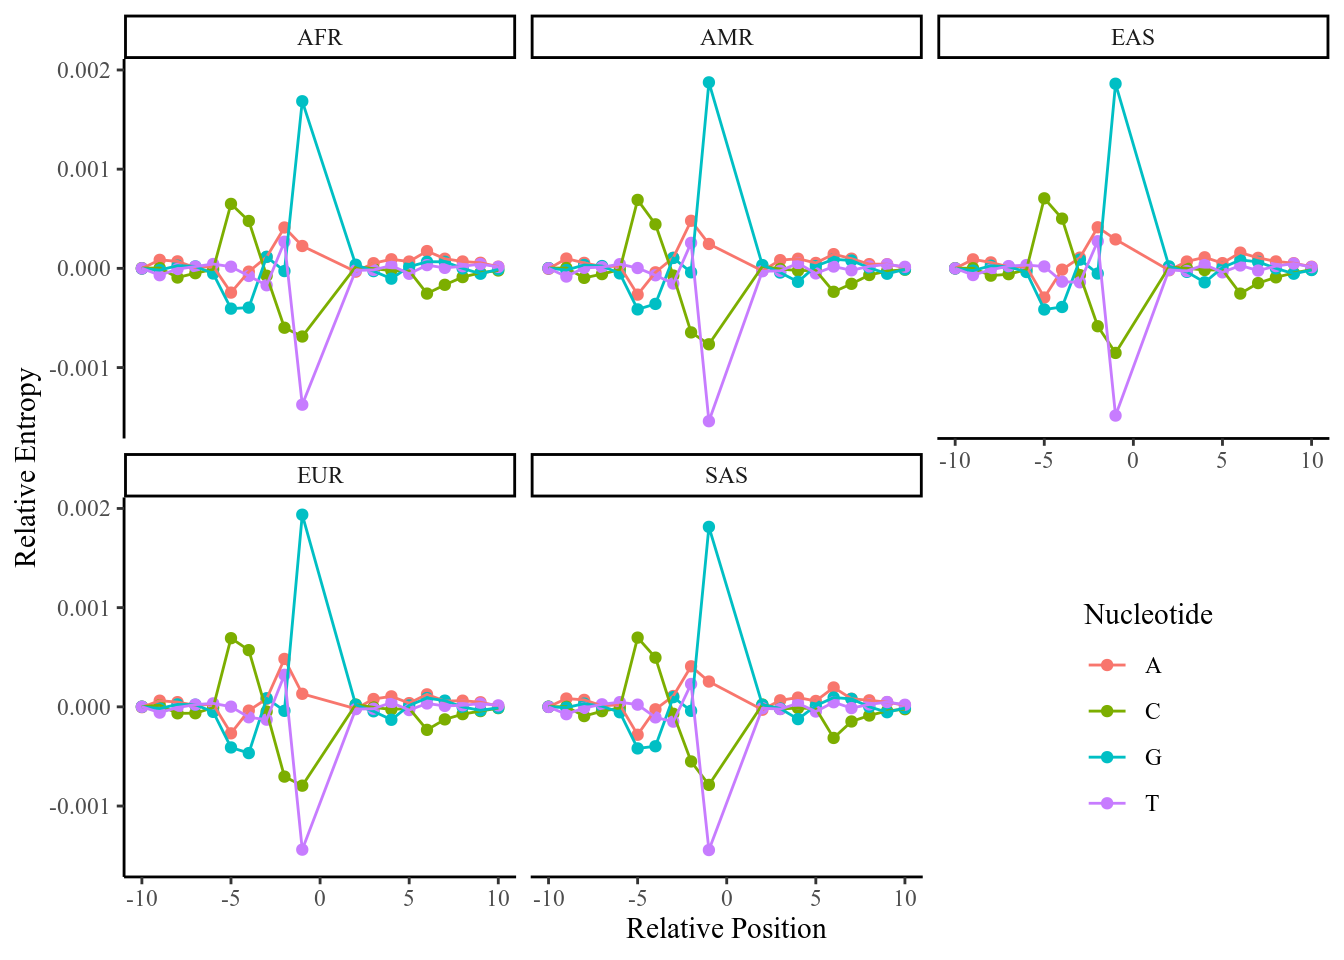 AFR
AMR
EAS
0.002
0.001
0.000
-0.001
-10 -5 0 5 10
EUR
SAS
0.002
0.001
0.000
-0.001
-10 -5 0 5 10
-10 -5 0 5 10
Relative Entropy
Relative Position
Nucleotide
A
C
G
T